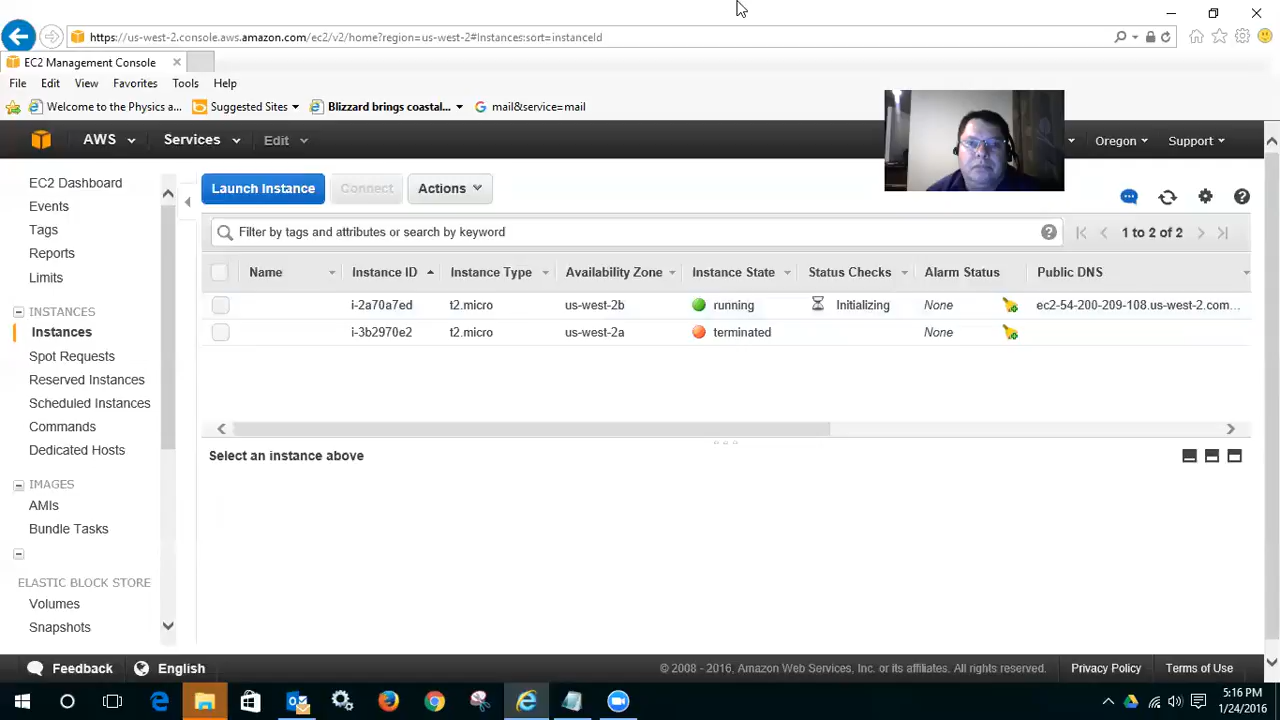 https://us-west-2.console.aws.amazon.com/ec2/v2/home?region=us-west-2#Instances:sort=instanceId
EC2 Management Console
File Edit View Favorites Tools Help
Welcome to the Physics a... Suggested Sites Blizzard brings coastal... mail&service=mail
AWS Services Edit Oregon Support
EC2 Dashboard
Events
Tags
Reports
Limits
INSTANCES
Instances
Spot Requests
Reserved Instances
Scheduled Instances
Commands
Dedicated Hosts
IMAGES
AMIs
Bundle Tasks
ELASTIC BLOCK STORE
Volumes
Snapshots
Launch Instance Connect Actions
Filter by tags and attributes or search by keyword 1 to 2 of 2
Name Instance ID Instance Type Availability Zone Instance State Status Checks Alarm Status Public DNS
i-2a70a7ed t2.micro us-west-2b running Initializing None ec2-54-200-209-108.us-west-2.com...
i-3b2970e2 t2.micro us-west-2a terminated None
Select an instance above
Feedback English © 2008 - 2016, Amazon Web Services, Inc. or its affiliates. All rights reserved. Privacy Policy Terms of Use
5:16 PM
1/24/2016